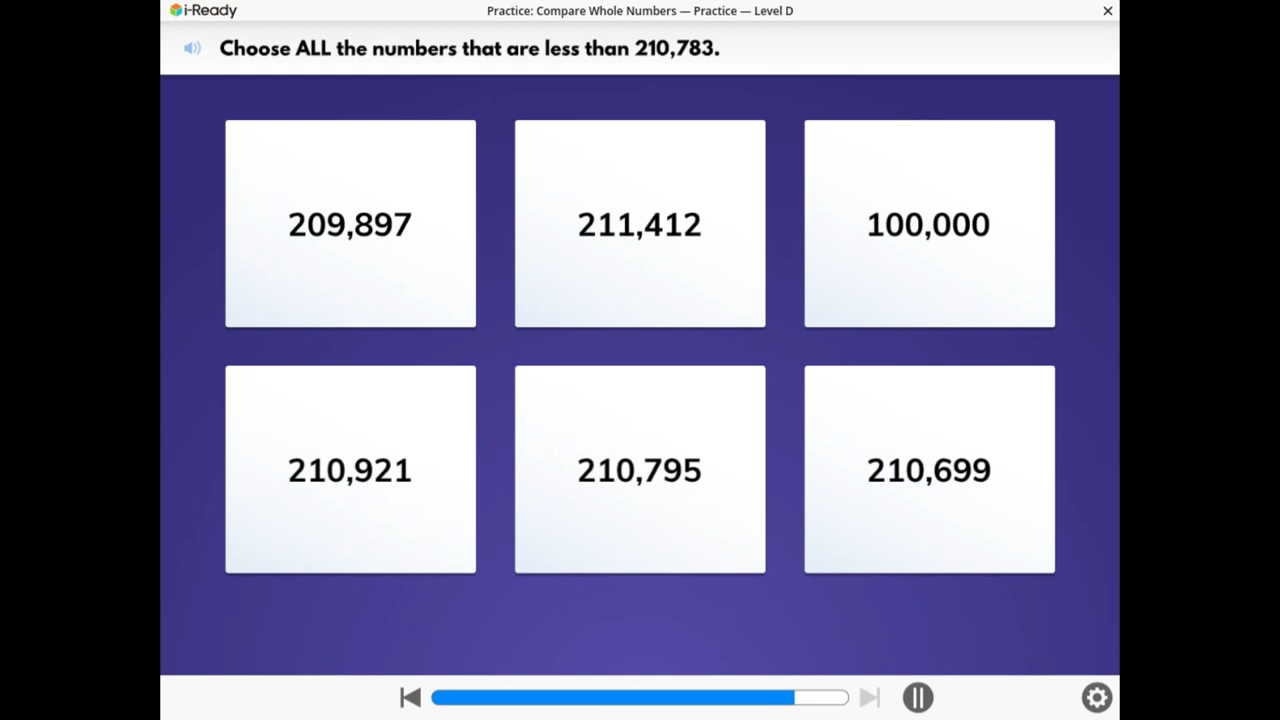 i-Ready
Practice: Compare Whole Numbers — Practice — Level D
Choose ALL the numbers that are less than 210,783.
209,897
211,412
100,000
210,921
210,795
210,699